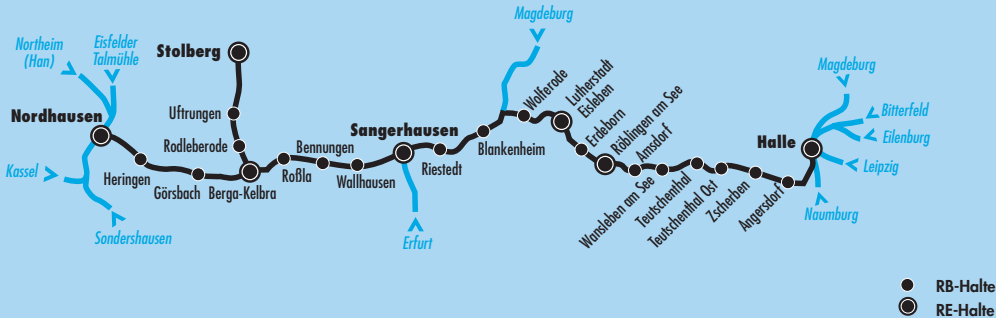 Northeim
(Han)
Eisfelder
Talmühle
Stolberg
Magdeburg
Magdeburg
Nordhausen
Uftrungen
Rodleberode
Sangerhausen
Wolferode
Lutherstadt
Eisleben
Erdeborn
Röblingen am See
Amsdorf
Halle
Bitterfeld
Eilenburg
Leipzig
Naumburg
Kassel
Heringen
Görsbach
Berga-Kelbra
Roßla
Bennungen
Wallhausen
Riestedt
Blankenheim
Wansleben am See
Teutschenthal
Teutschenthal Ost
Zscherben
Angersdorf
Sondershausen
Erfurt
RB-Halte
RE-Halte